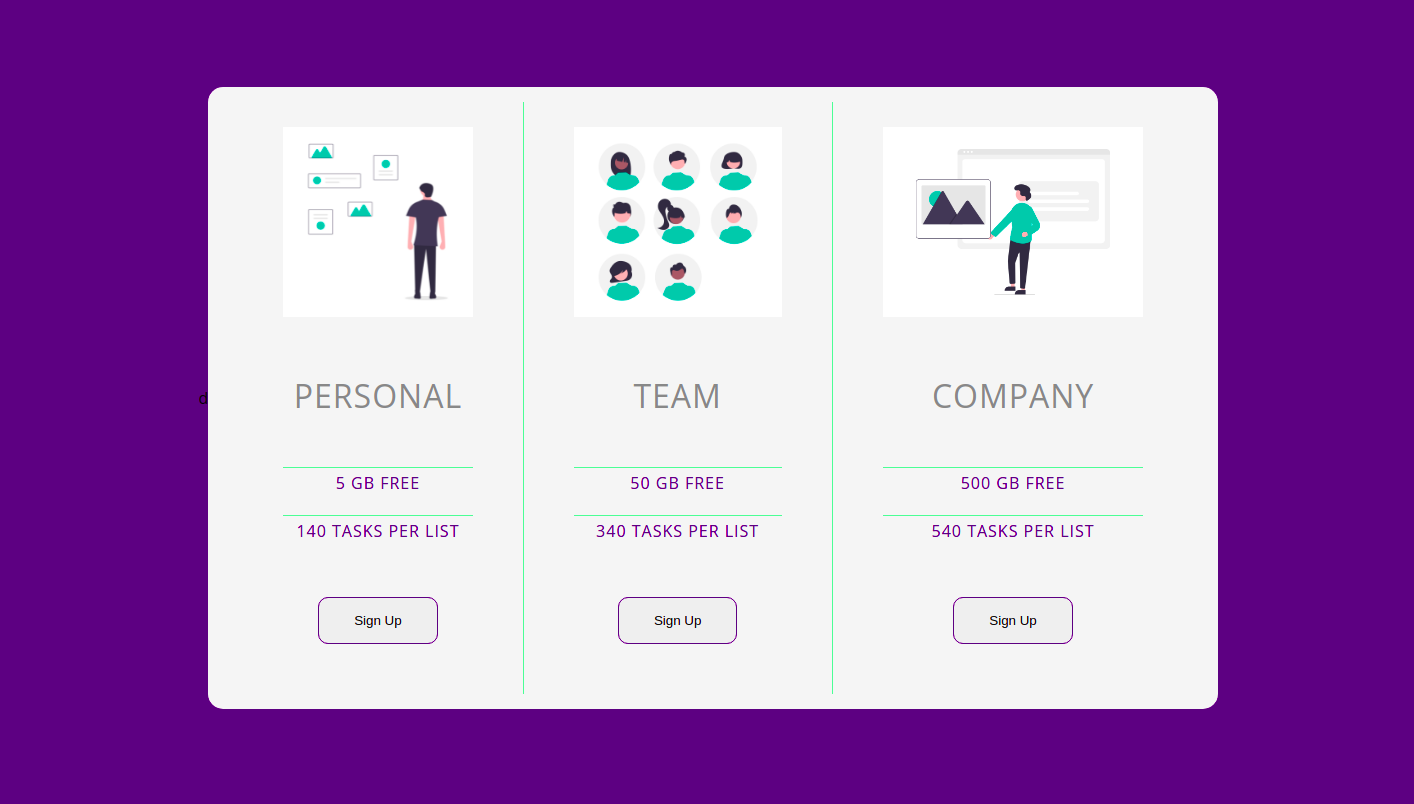 PERSONAL
TEAM
COMPANY
d
5 GB FREE
50 GB FREE
500 GB FREE
140 TASKS PER LIST
340 TASKS PER LIST
540 TASKS PER LIST
Sign Up
Sign Up
Sign Up